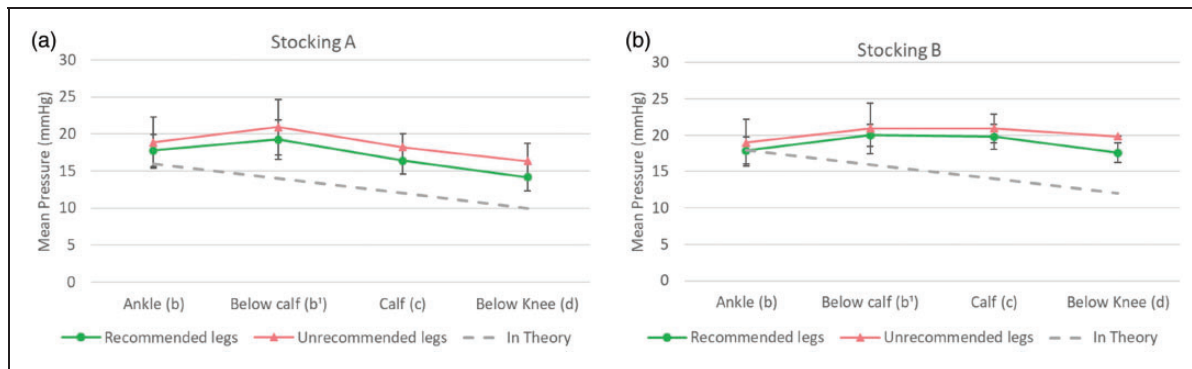 (a)
Stocking A
30
25
20
15
10
5
0
Mean Pressure (mmHg)
Ankle (b)
Below calf (b¹)
Calf (c)
Below Knee (d)
Recommended legs
Unrecommended legs
In Theory
(b)
Stocking B
30
25
20
15
10
5
0
Mean Pressure (mmHg)
Ankle (b)
Below calf (b¹)
Calf (c)
Below Knee (d)
Recommended legs
Unrecommended legs
In Theory